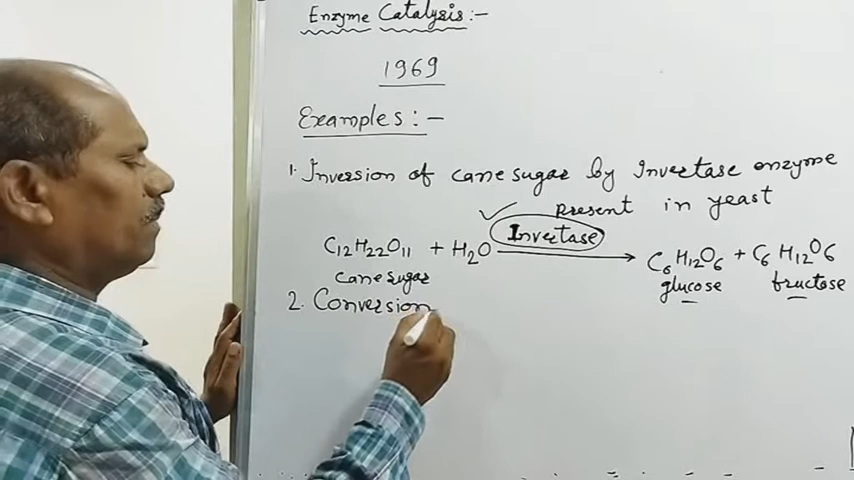 Enzyme Catalysis :-
1969
Examples : -
1. Inversion of cane sugar by Invertase enzyme
present in yeast
C12H22O11 + H2O Invertase → C6H12O6 + C6H12O6
cane sugar glucose fructose
2. Conversion